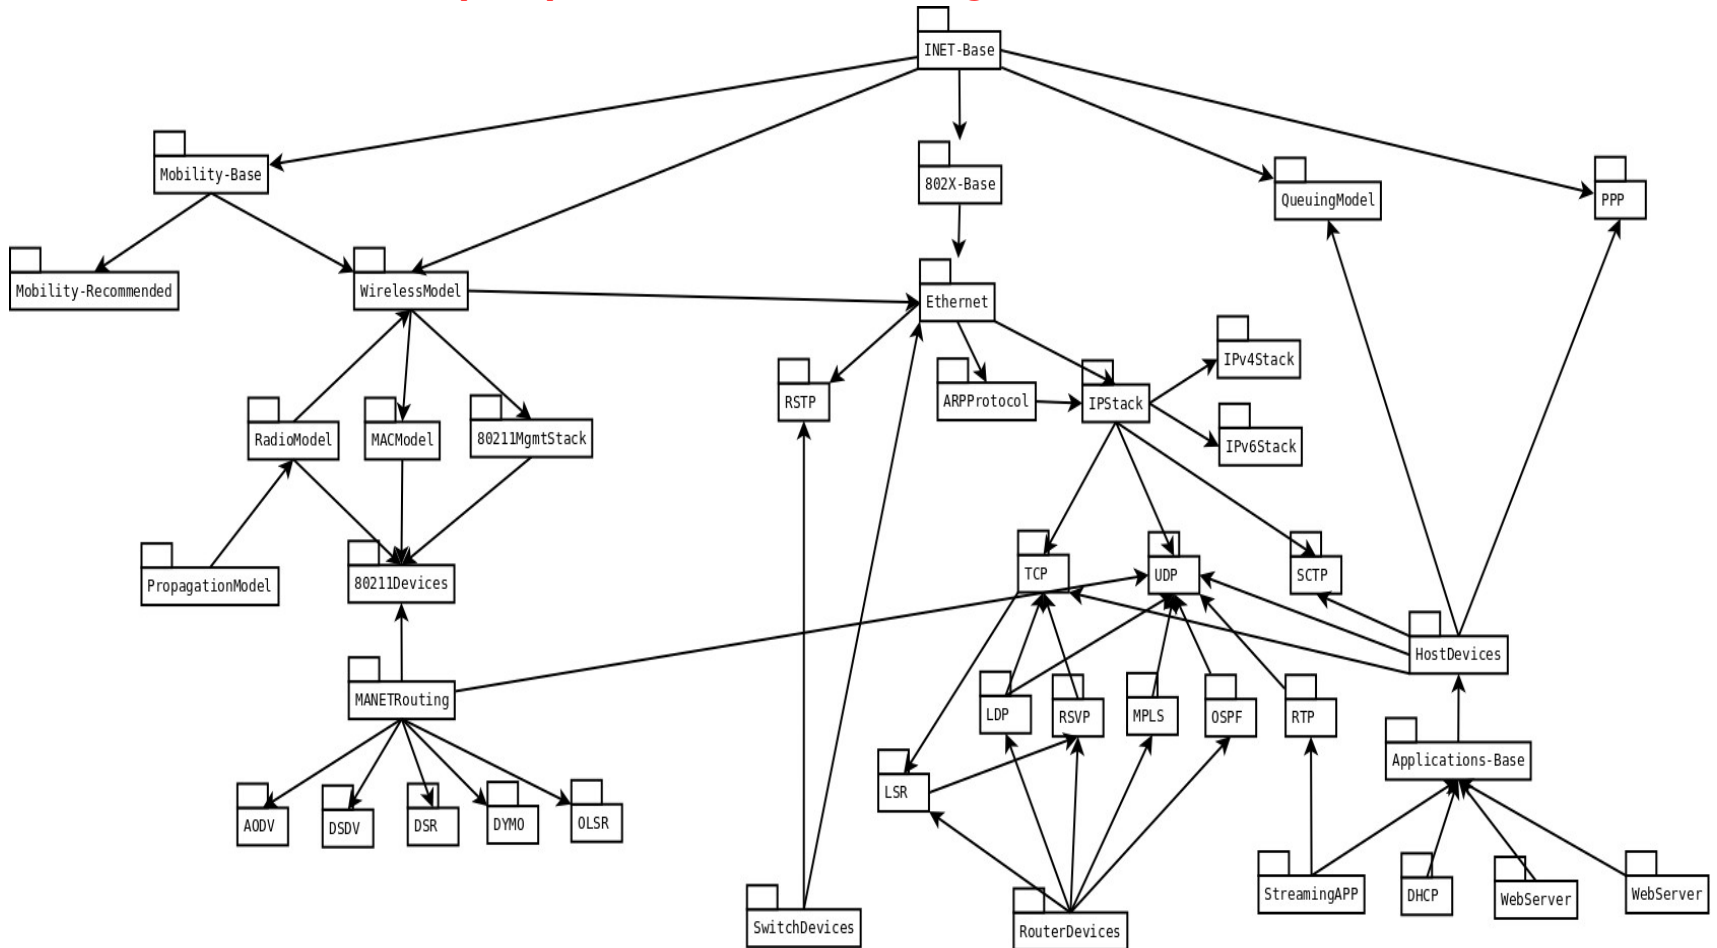 INET-Base
Mobility-Base
802X-Base
QueuingModel
PPP
Mobility-Recommended
WirelessModel
Ethernet
IPv4Stack
RSTP
ARPProtocol
IPStack
RadioModel
MACModel
80211MgmtStack
IPv6Stack
PropagationModel
80211Devices
TCP
UDP
SCTP
HostDevices
MANETRouting
LDP
RSVP
MPLS
OSPF
RTP
Applications-Base
LSR
AODV
DSDV
DSR
DYMO
OLSR
StreamingAPP
DHCP
WebServer
WebServer
SwitchDevices
RouterDevices